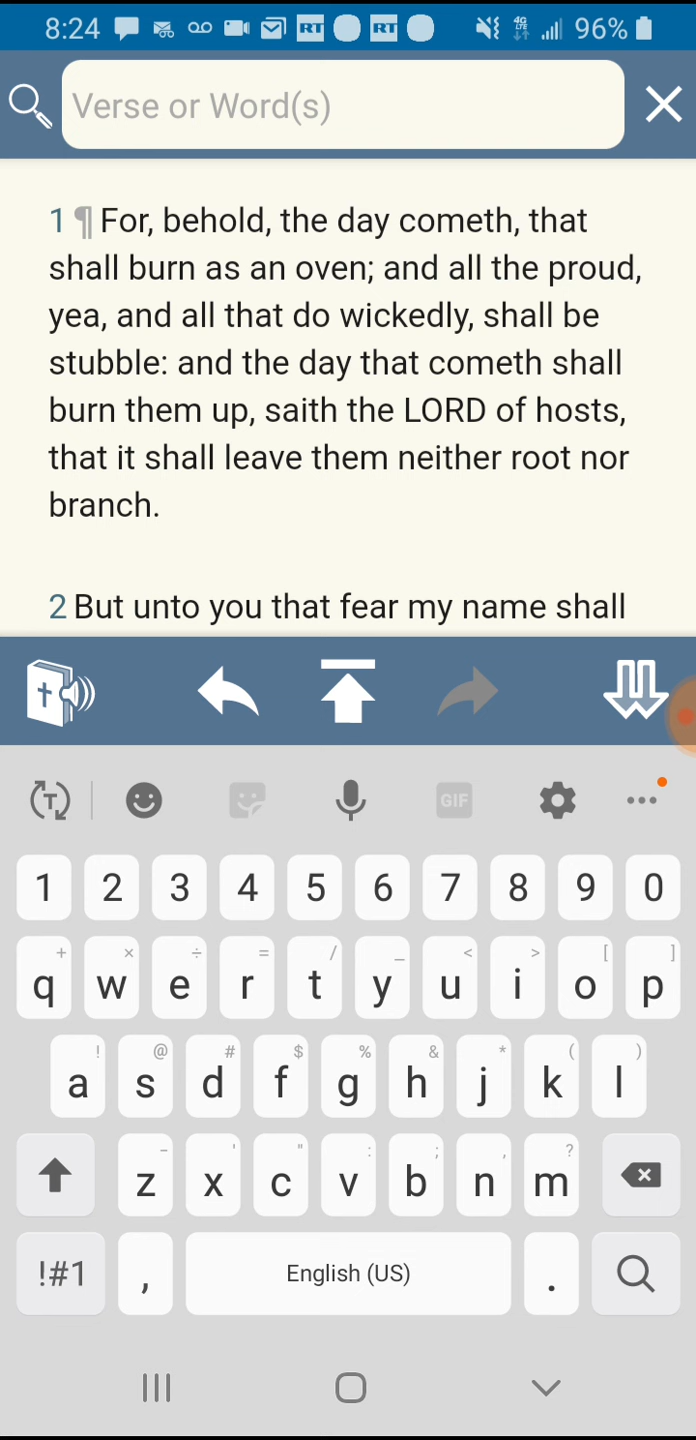 8:24 RT RT 4G LTE 96%
Verse or Word(s)
1 ¶ For, behold, the day cometh, that
shall burn as an oven; and all the proud,
yea, and all that do wickedly, shall be
stubble: and the day that cometh shall
burn them up, saith the LORD of hosts,
that it shall leave them neither root nor
branch.
2 But unto you that fear my name shall
T GIF
1 2 3 4 5 6 7 8 9 0
+ × ÷ = / _ < > [ ]
q w e r t y u i o p
! @ # $ % & * ( )
a s d f g h j k l
- ' " : ; , ?
z x c v b n m
!#1 , English (US) .